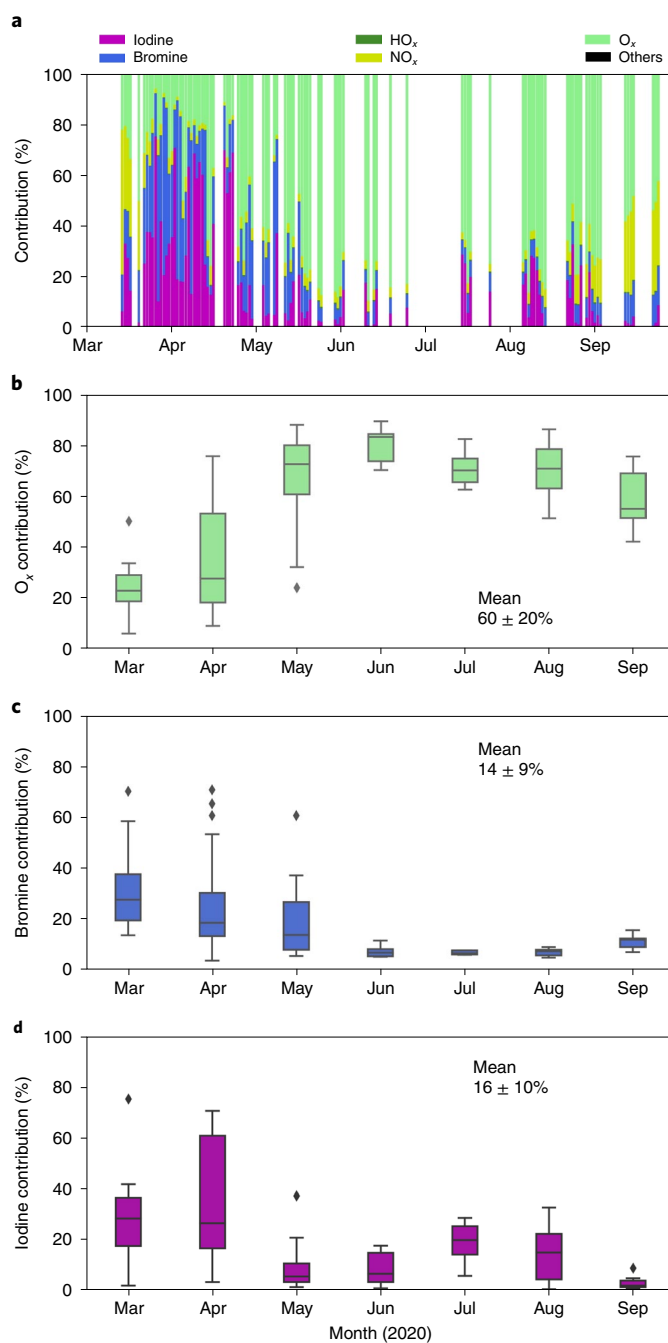 a
Iodine HOₓ Oₓ
Bromine NOₓ Others
Contribution (%)
100
80
60
40
20
0
Mar Apr May Jun Jul Aug Sep
b
Oₓ contribution (%)
100
80
60
40
20
0
Mean
60 ± 20%
Mar Apr May Jun Jul Aug Sep
c
Bromine contribution (%)
100
80
60
40
20
0
Mean
14 ± 9%
Mar Apr May Jun Jul Aug Sep
d
Iodine contribution (%)
100
80
60
40
20
0
Mean
16 ± 10%
Mar Apr May Jun Jul Aug Sep
Month (2020)